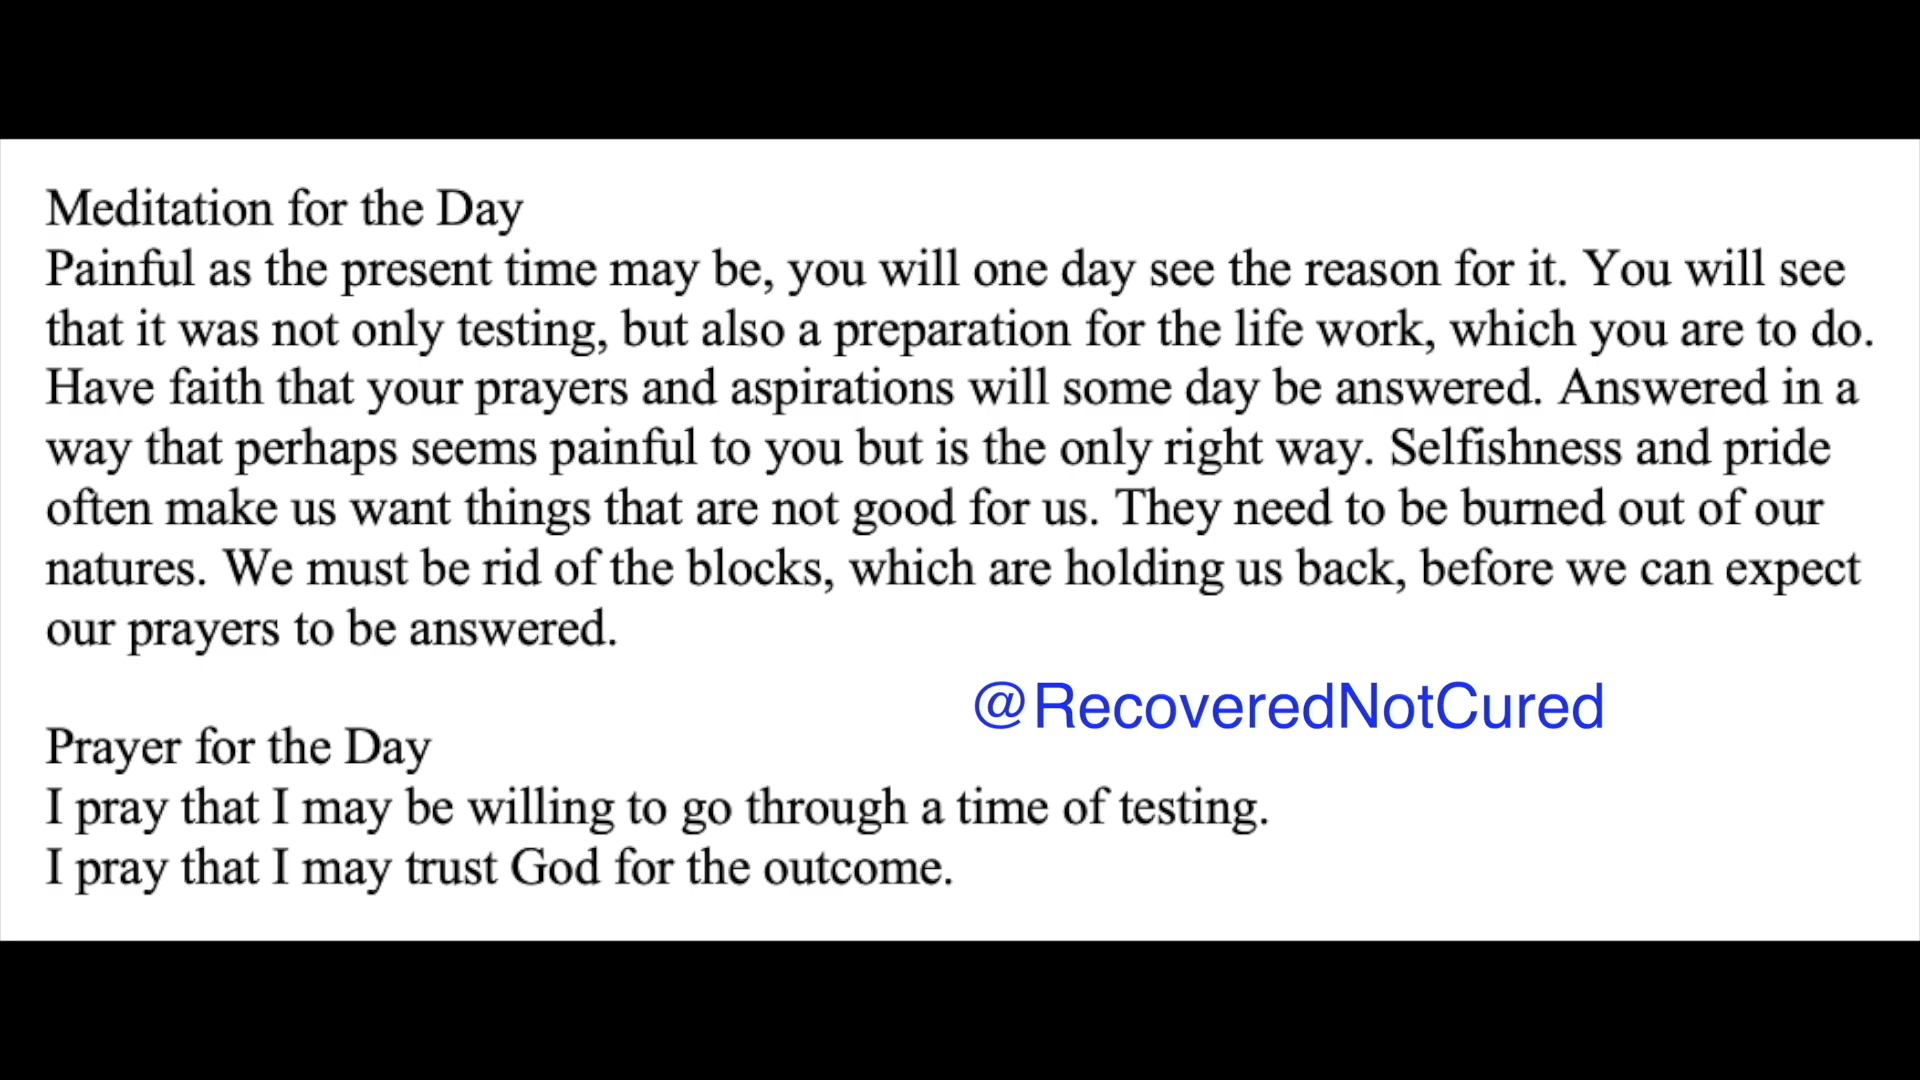 Meditation for the Day
Painful as the present time may be, you will one day see the reason for it. You will see
that it was not only testing, but also a preparation for the life work, which you are to do.
Have faith that your prayers and aspirations will some day be answered. Answered in a
way that perhaps seems painful to you but is the only right way. Selfishness and pride
often make us want things that are not good for us. They need to be burned out of our
natures. We must be rid of the blocks, which are holding us back, before we can expect
our prayers to be answered.
@RecoveredNotCured
Prayer for the Day
I pray that I may be willing to go through a time of testing.
I pray that I may trust God for the outcome.